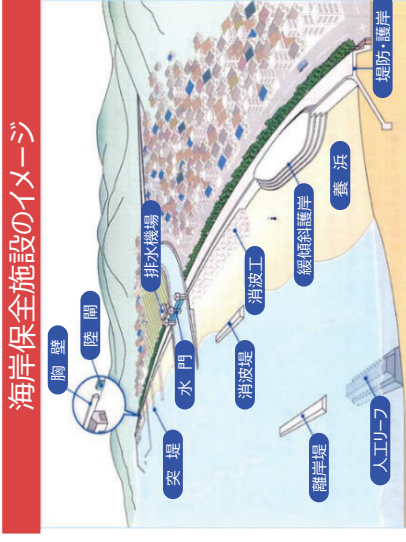 海岸保全施設のイメージ
胸壁
陸閘
排水機場
堤防・護岸
突堤
水門
消波工
緩傾斜護岸
養浜
消波堤
離岸堤
人工リーフ